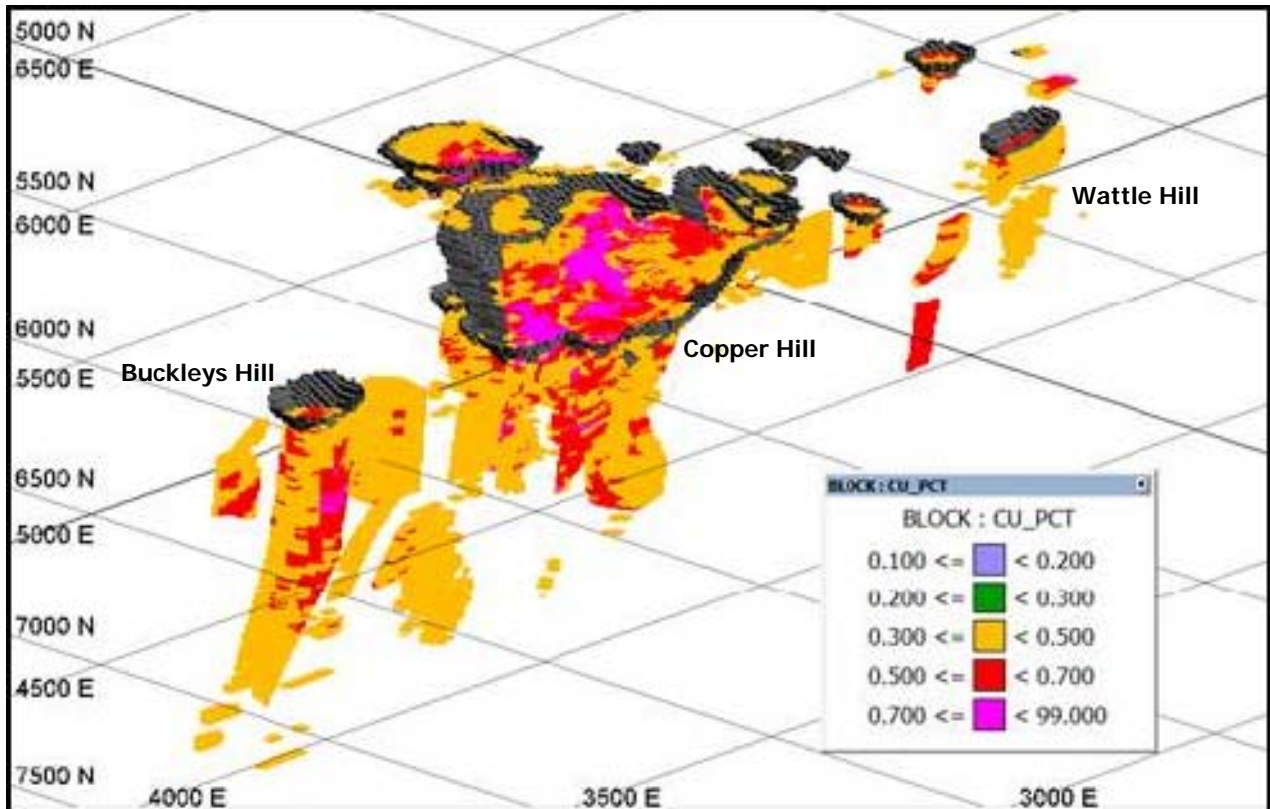 5000 N
6500 E
5500 N
6000 E
Wattle Hill
6000 N
5500 E
Copper Hill
Buckleys Hill
6500 N
5000 E
BLOCK : CU_PCT
BLOCK : CU_PCT
0.100 <= < 0.200
0.200 <= < 0.300
0.300 <= < 0.500
0.500 <= < 0.700
0.700 <= < 99.000
7000 N
4500 E
7500 N
4000 E
3500 E
3000 E